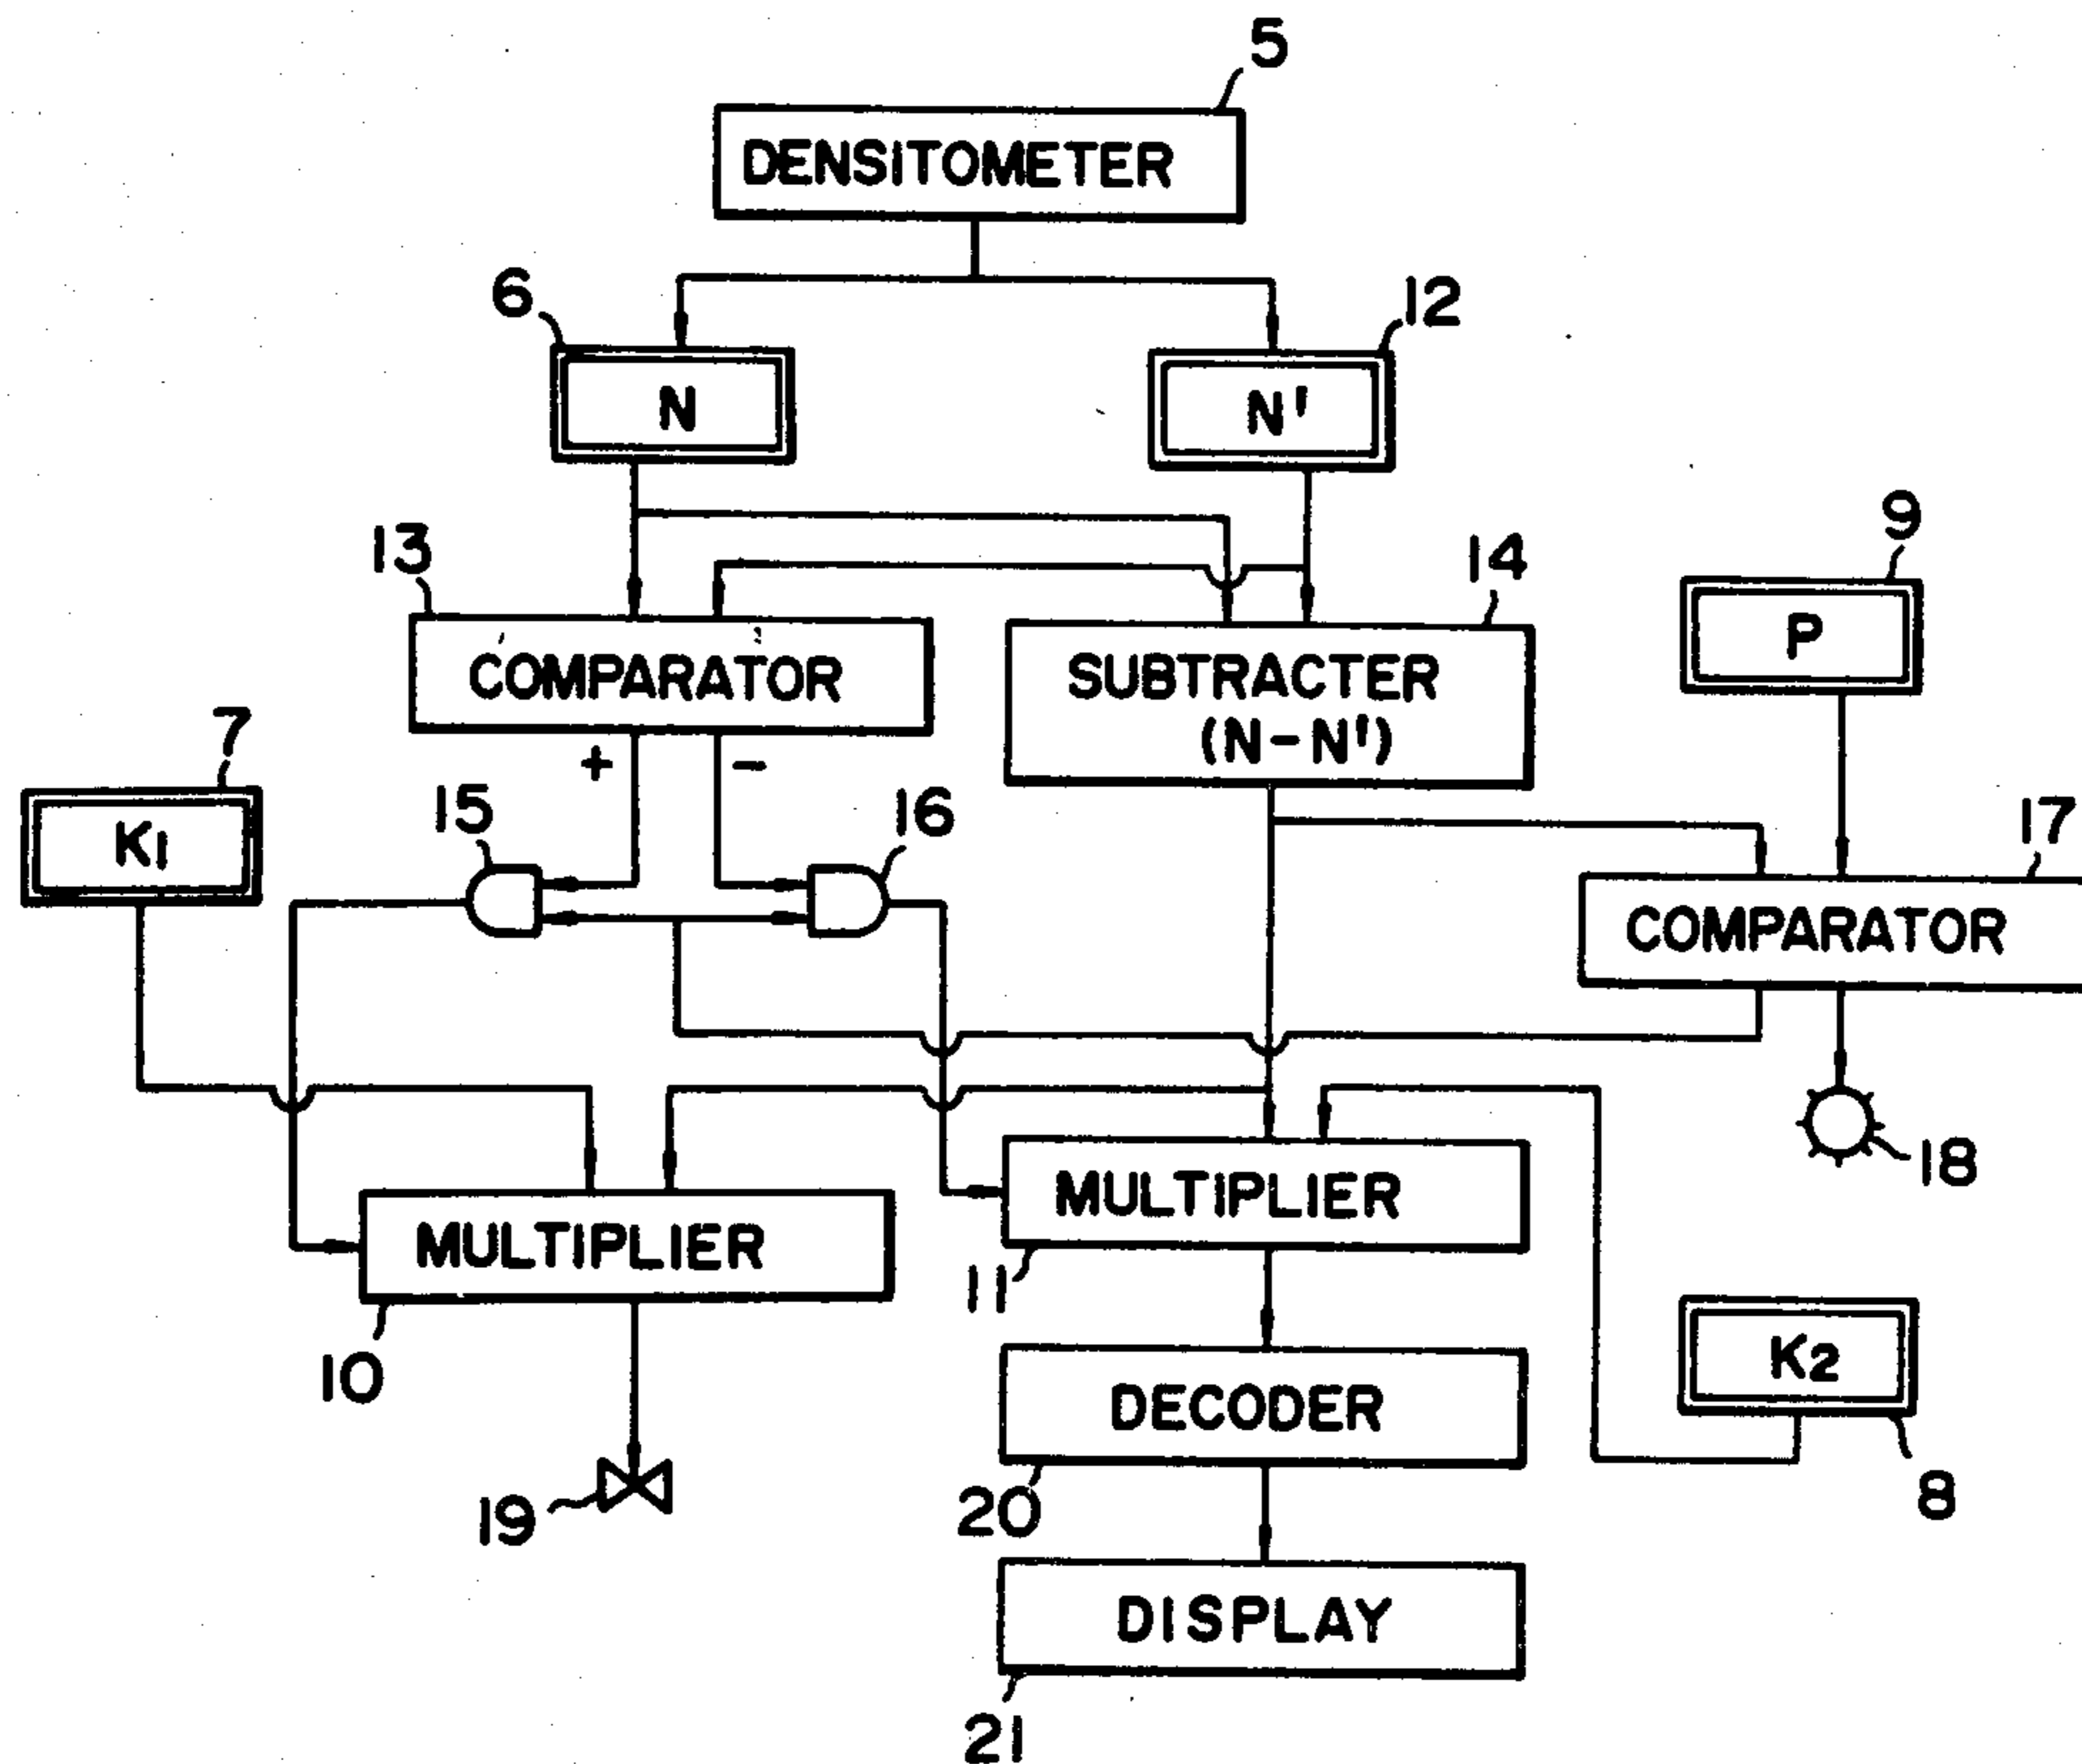 5
DENSITOMETER
6
12
N
N'
13
14
9
COMPARATOR
SUBTRACTER
(N-N')
P
7
+
-
15
16
17
K1
COMPARATOR
18
MULTIPLIER
MULTIPLIER
11
10
K2
DECODER
19
20
8
DISPLAY
21